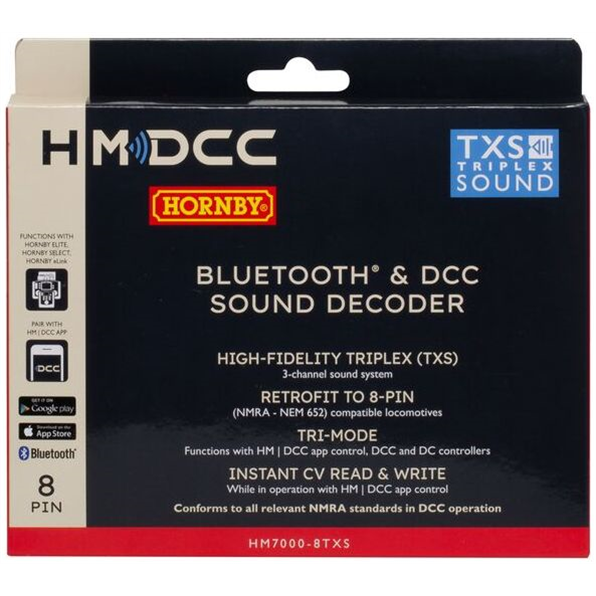 HM DCC
HORNBY®
TXS
TRIPLEX
SOUND
FUNCTIONS WITH
HORNBY ELITE,
HORNBY SELECT,
HORNBY eLink
PAIR WITH
HM | DCC APP
DCC
GET IT ON
Google play
Download on the
App Store
Bluetooth®
8
PIN
BLUETOOTH® & DCC
SOUND DECODER
HIGH-FIDELITY TRIPLEX (TXS)
3-channel sound system
RETROFIT TO 8-PIN
(NMRA - NEM 652) compatible locomotives
TRI-MODE
Functions with HM | DCC app control, DCC and DC controllers
INSTANT CV READ & WRITE
While in operation with HM | DCC app control
Conforms to all relevant NMRA standards in DCC operation
HM7000-8TXS